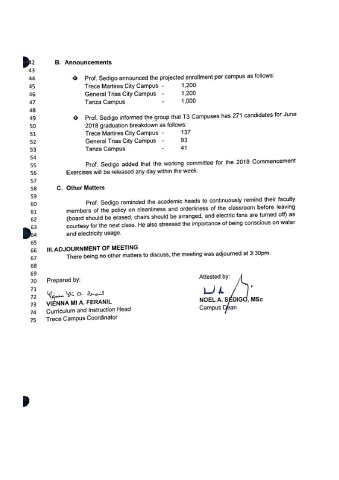 42 B. Announcements
43
44 Prof. Sedigo announced the projected enrollment per campus as follows:
45 Trece Martires City Campus - 1,200
46 General Trias City Campus - 1,200
47 Tanza Campus - 1,000
48
49 Prof. Sedigo informed the group that T3 Campuses has 271 candidates for June
50 2018 graduation breakdown as follows:
51 Trece Martires City Campus - 137
52 General Trias City Campus - 93
53 Tanza Campus - 41
54
55 Prof. Sedigo added that the working committee for the 2018 Commencement
56 Exercises will be released any day within the week.
57
58 C. Other Matters
59
60 Prof. Sedigo reminded the academic heads to continuously remind their faculty
61 members of the policy on cleanliness and orderliness of the classroom before leaving
62 (board should be erased, chairs should be arranged, and electric fans are turned off) as
63 courtesy for the next class. He also stressed the importance of being conscious on water
64 and electricity usage.
65
66 III.ADJOURNMENT OF MEETING
67 There being no other matters to discuss, the meeting was adjourned at 3:30pm.
68
69
70 Prepared by: Attested by:
71
72
73 VIENNA MI A. FERANIL NOEL A. SEDIGO, MSc
74 Curriculum and Instruction Head Campus Dean
75 Trece Campus Coordinator